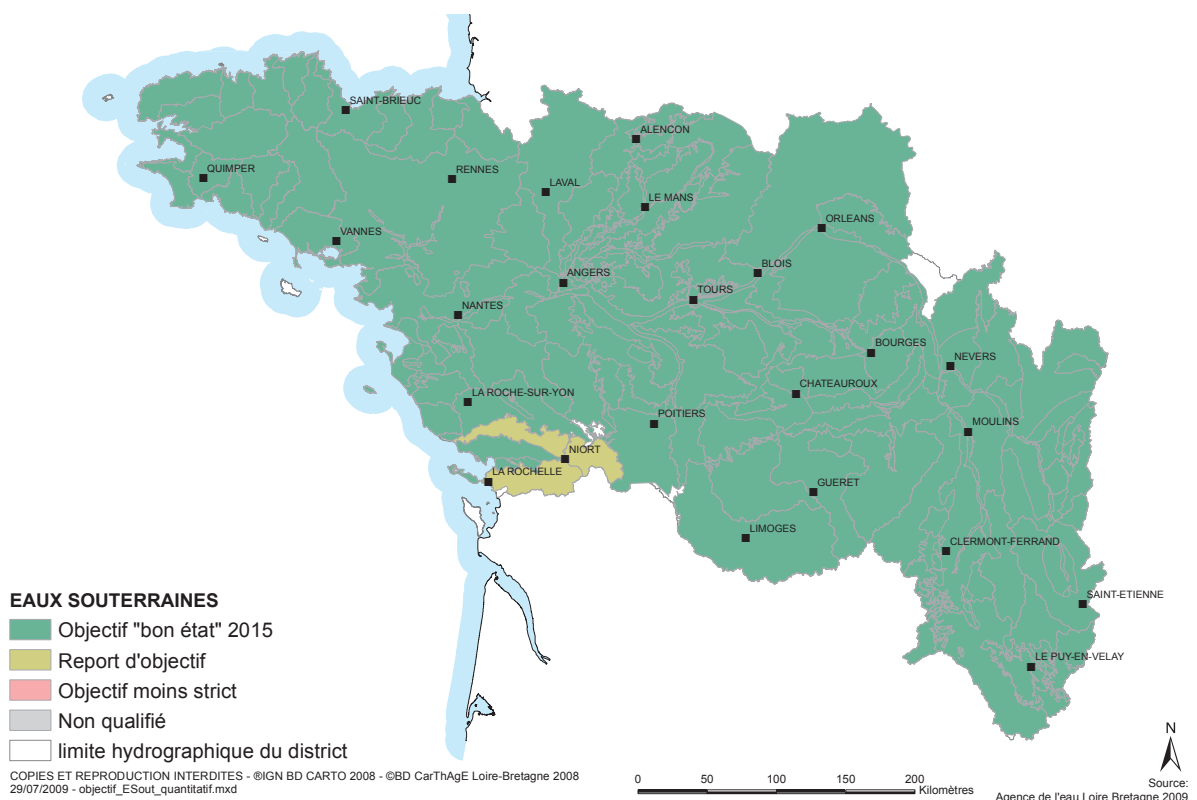 SAINT-BRIEUC
ALENCON
QUIMPER
RENNES
LAVAL
LE MANS
VANNES
ORLEANS
ANGERS
BLOIS
TOURS
NANTES
BOURGES
NEVERS
LA ROCHE-SUR-YON
CHATEAUROUX
POITIERS
MOULINS
NIORT
LA ROCHELLE
GUERET
LIMOGES
CLERMONT-FERRAND
SAINT-ETIENNE
LE PUY-EN-VELAY
EAUX SOUTERRAINES
Objectif "bon état" 2015
Report d'objectif
Objectif moins strict
Non qualifié
limite hydrographique du district
COPIES ET REPRODUCTION INTERDITES - ®IGN BD CARTO 2008 - ©BD CarThAgE Loire-Bretagne 2008
29/07/2009 - objectif_ESout_quantitatif.mxd
0 50 100 150 200
Kilomètres
N
Source:
Agence de l'eau Loire Bretagne 2009